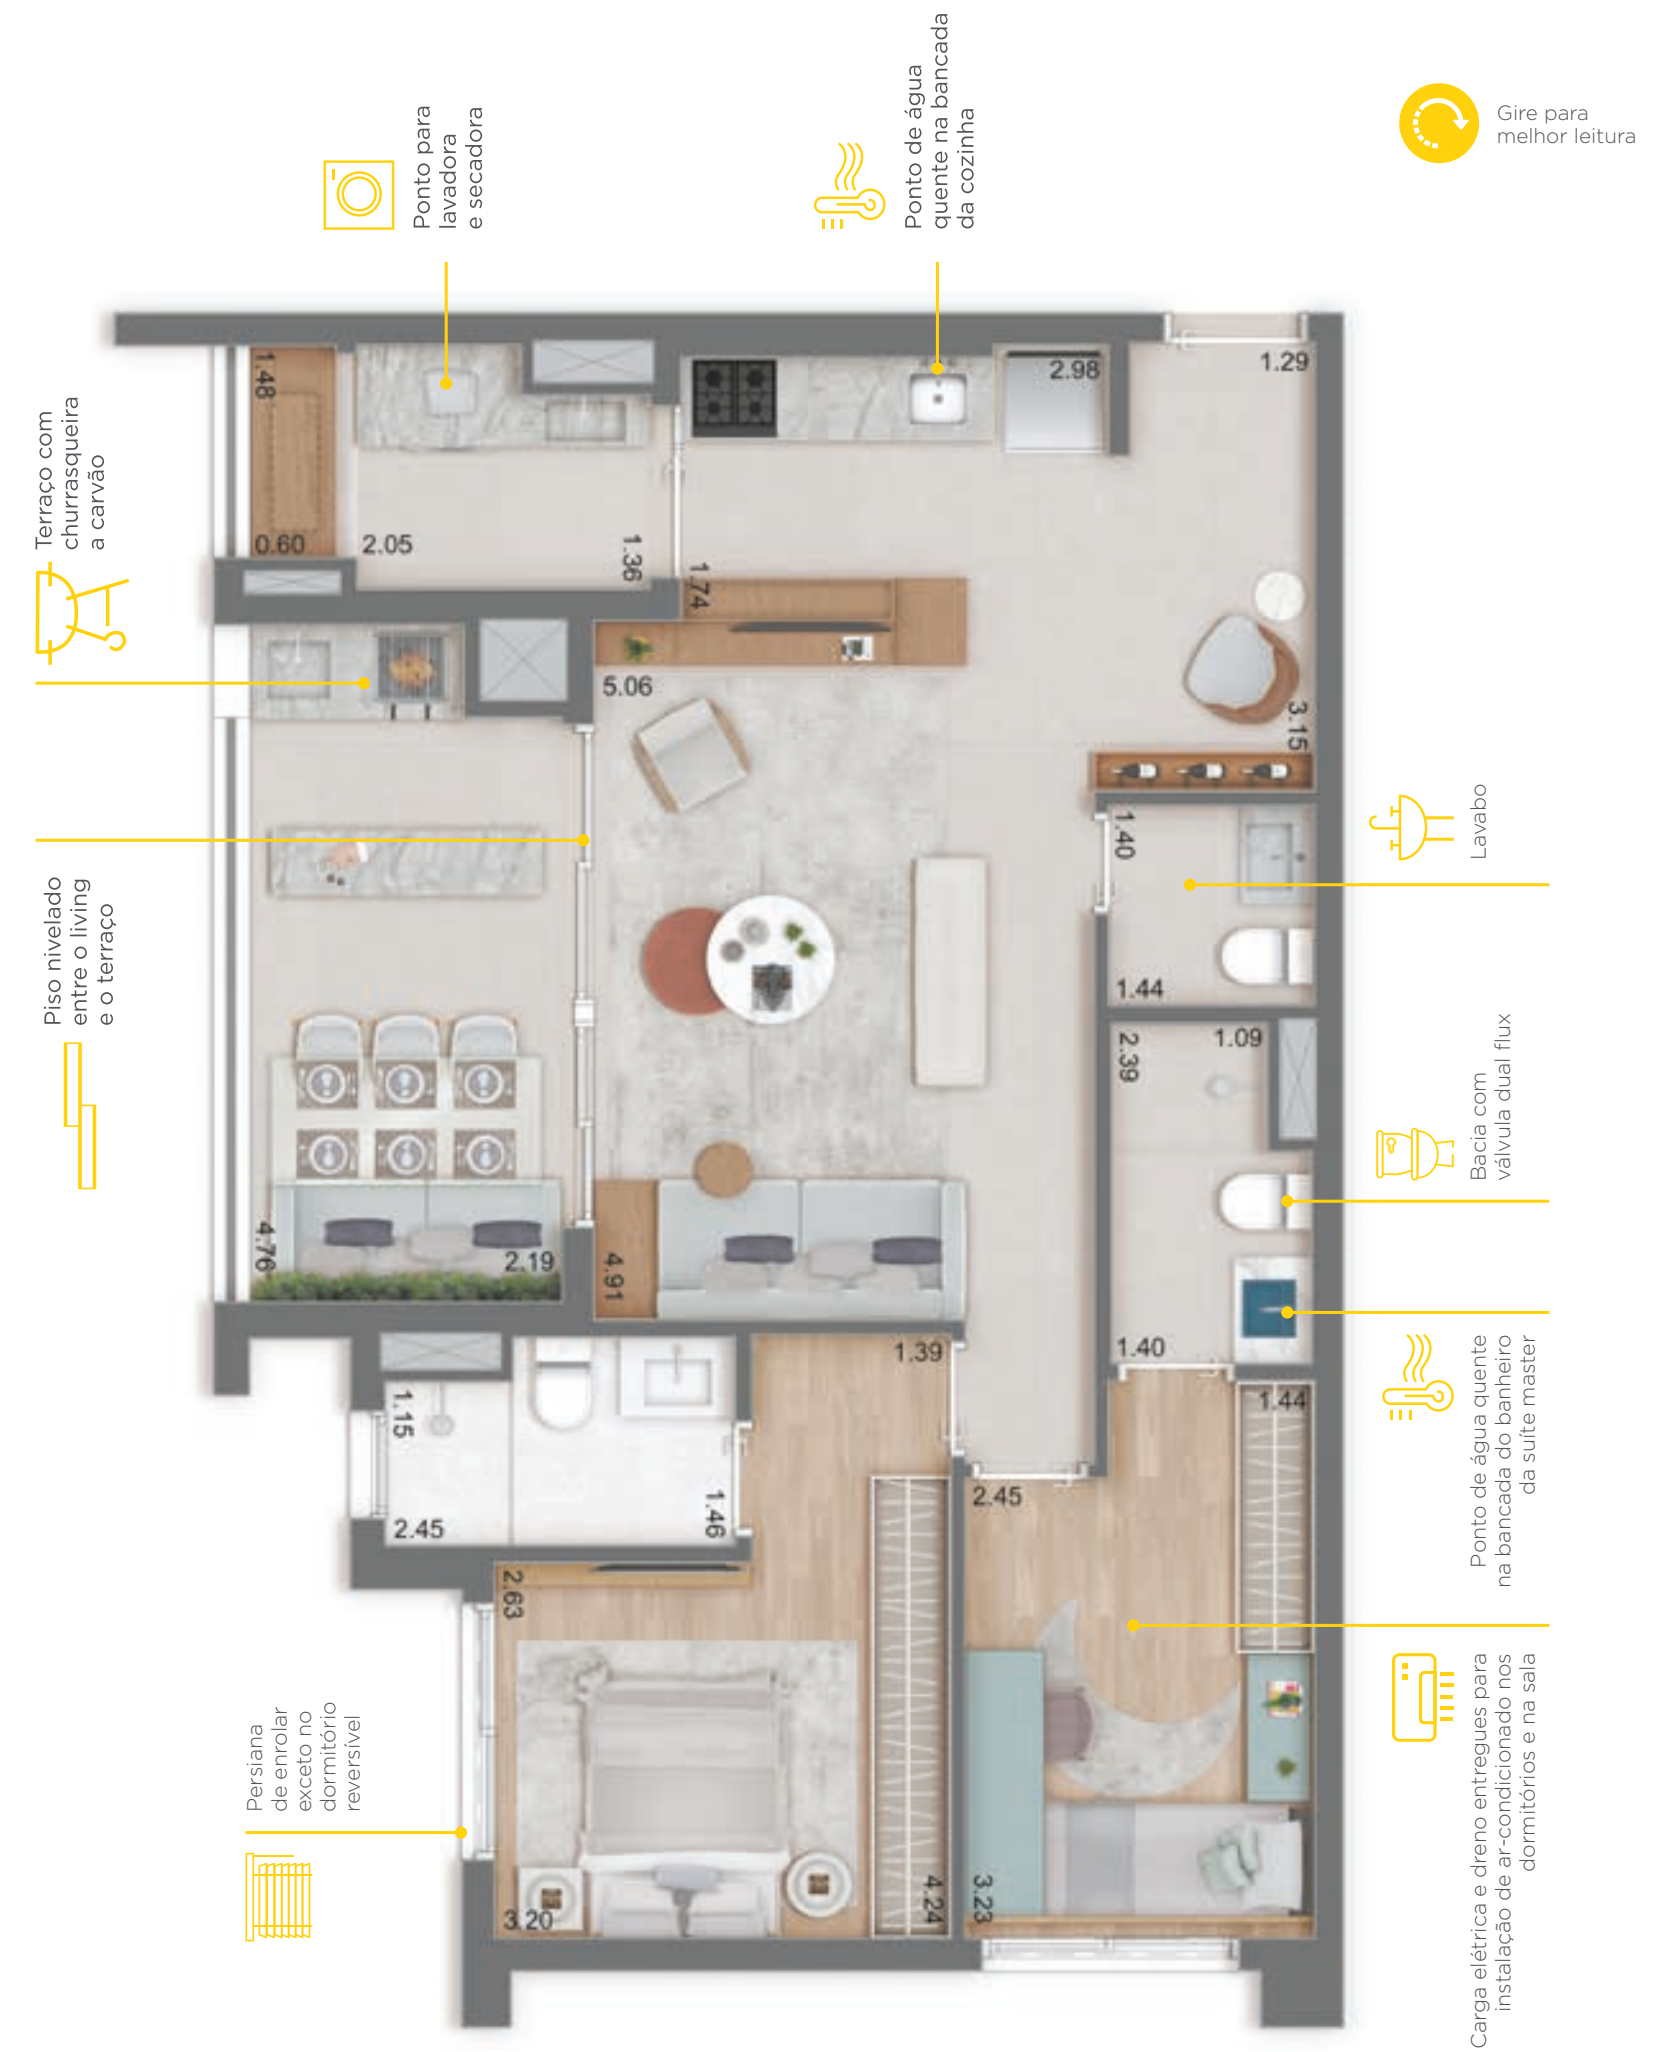 Gire para
melhor leitura
Ponto para
lavadora
e secadora
Ponto de água
quente na bancada
da cozinha
Terraço com
churrasqueira
a carvão
Piso nivelado
entre o living
e o terraço
Persiana
de enrolar
exceto no
dormitório
reversível
Lavabo
Bacia com
válvula dual flux
Ponto de água quente
na bancada do banheiro
da suíte master
Carga elétrica e dreno entregues para
instalação de ar-condicionado nos
dormitórios e na sala
1.48
2.98
1.29
0.60
2.05
1.36
1.74
5.06
3.15
1.40
1.44
2.39
1.09
4.76
2.19
4.91
1.40
1.39
1.15
1.44
2.45
1.46
2.45
2.63
3.20
4.24
3.23